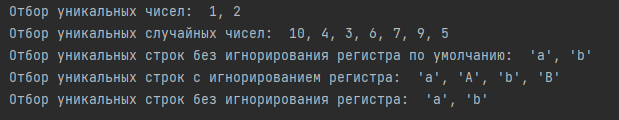 Отбор уникальных чисел:  1, 2
Отбор уникальных случайных чисел:  10, 4, 3, 6, 7, 9, 5
Отбор уникальных строк без игнорирования регистра по умолчанию:  'a', 'b'
Отбор уникальных строк с игнорированием регистра:  'a', 'A', 'b', 'B'
Отбор уникальных строк без игнорирования регистра:  'a', 'b'